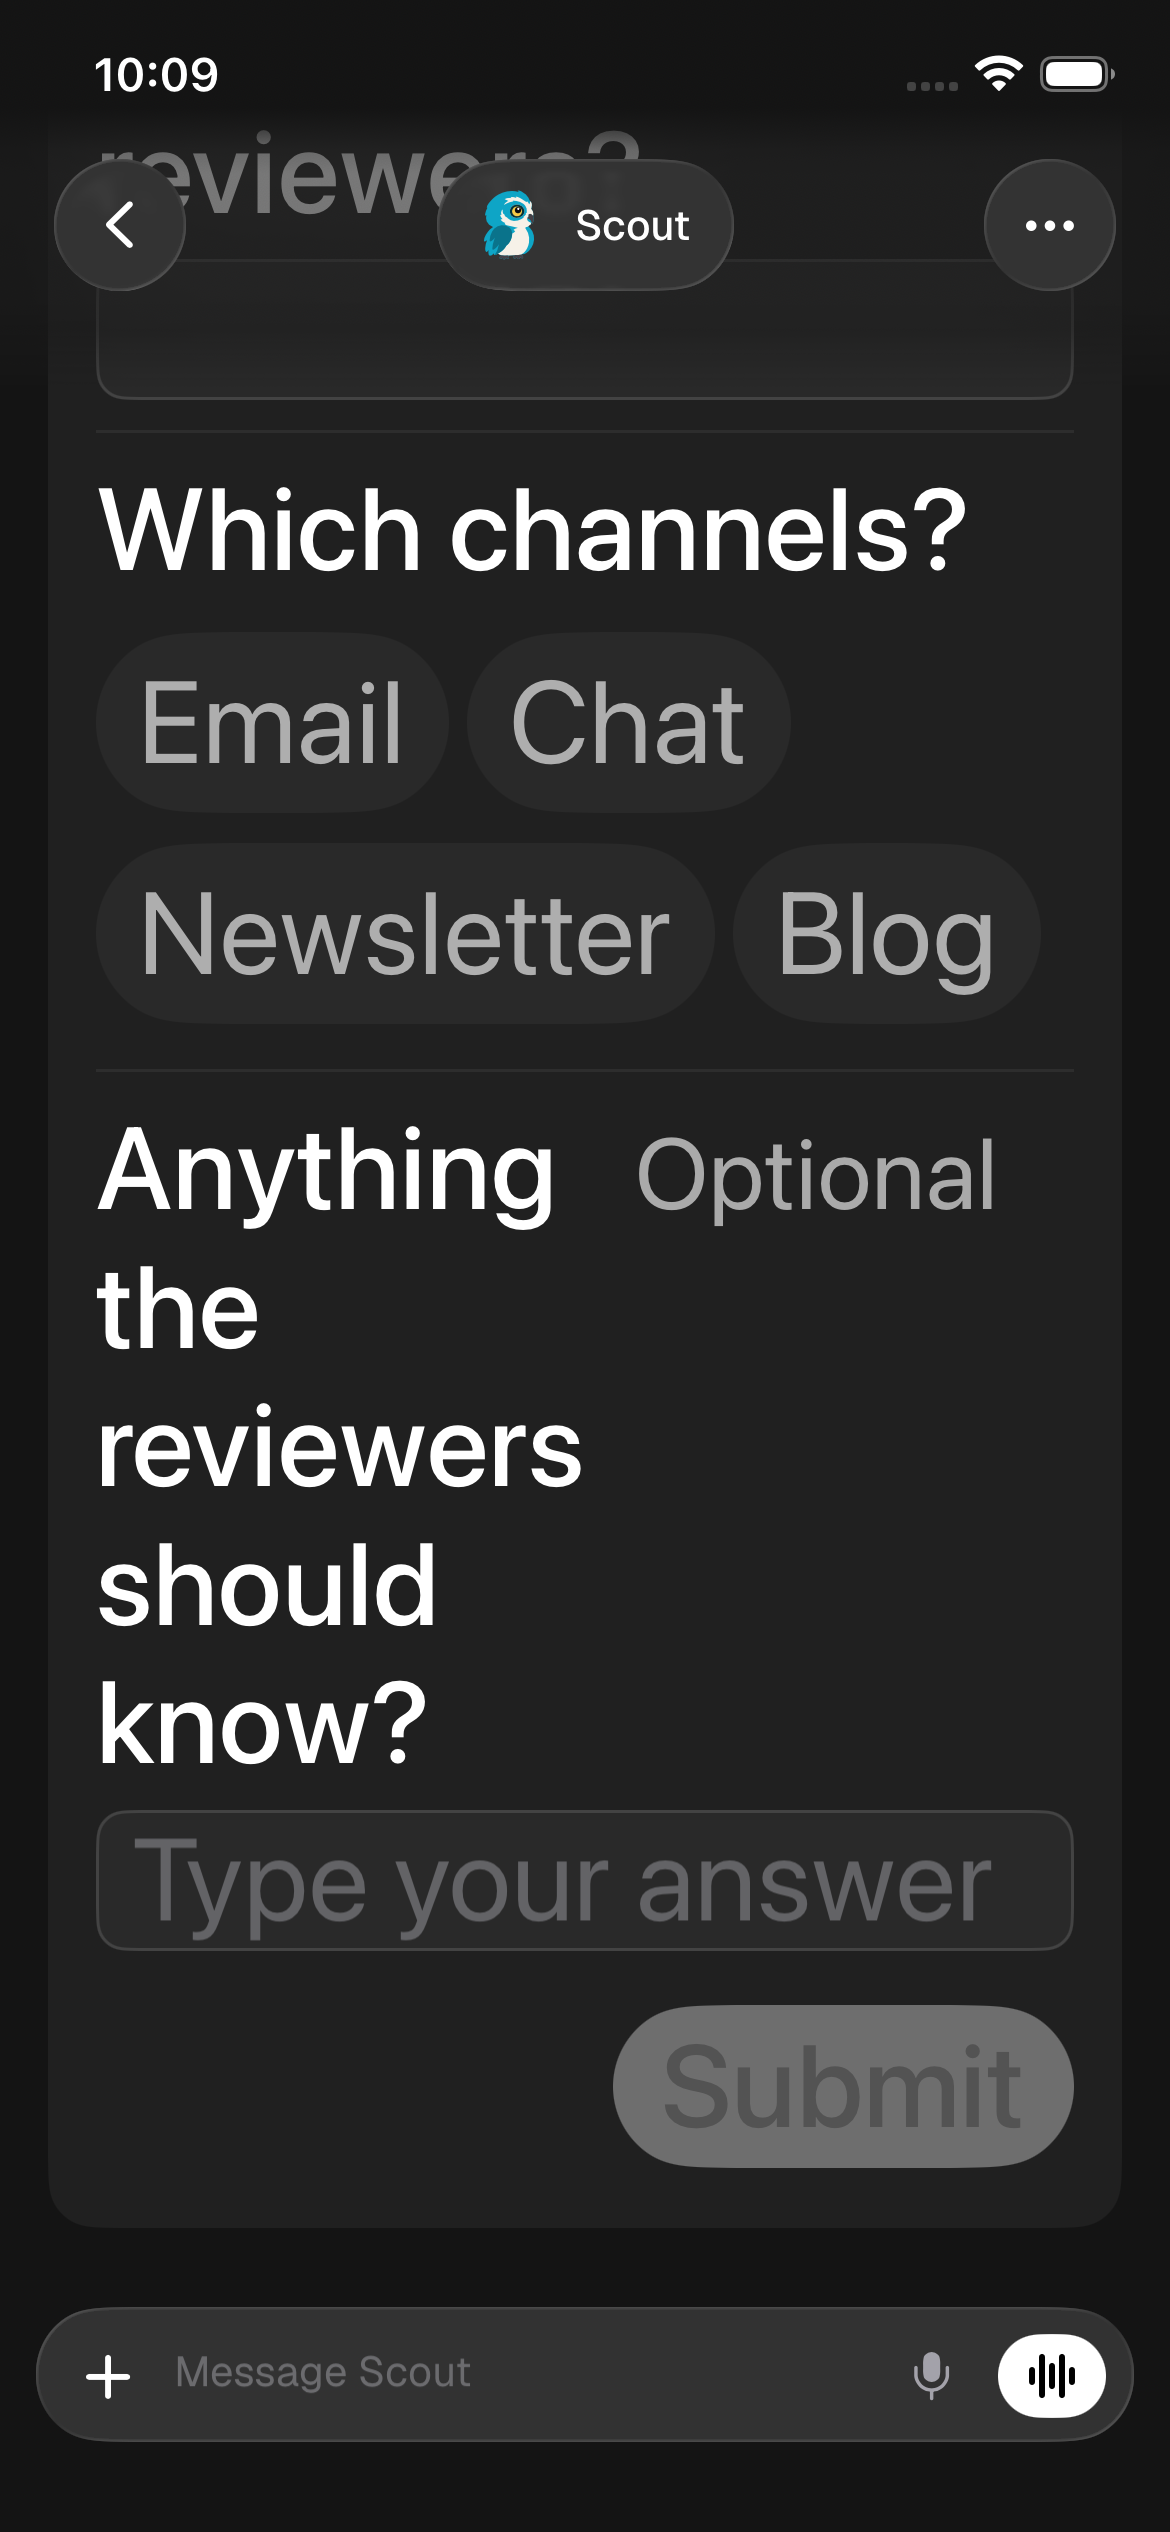 10:09
reviewers?
Scout
Which channels?
Email
Chat
Newsletter
Blog
Anything
Optional
the
reviewers
should
know?
Type your answer
Submit
Message Scout